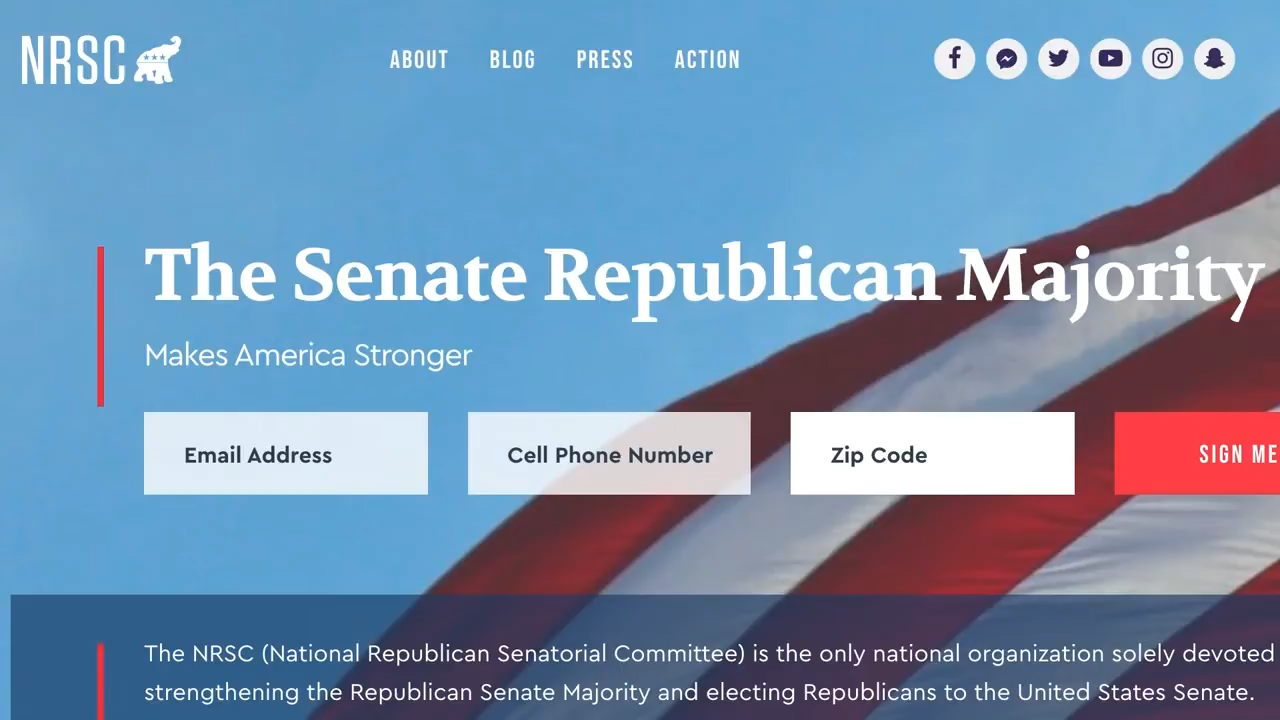 NRSC
ABOUT BLOG PRESS ACTION
The Senate Republican Majority
Makes America Stronger
Email Address Cell Phone Number Zip Code SIGN ME
The NRSC (National Republican Senatorial Committee) is the only national organization solely devoted
strengthening the Republican Senate Majority and electing Republicans to the United States Senate.